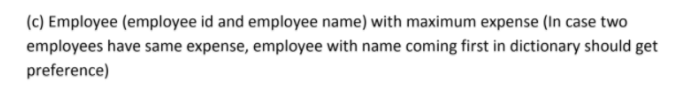 (c) Employee (employee id and employee name) with maximum expense (In case two
employees have same expense, employee with name coming first in dictionary should get
preference)